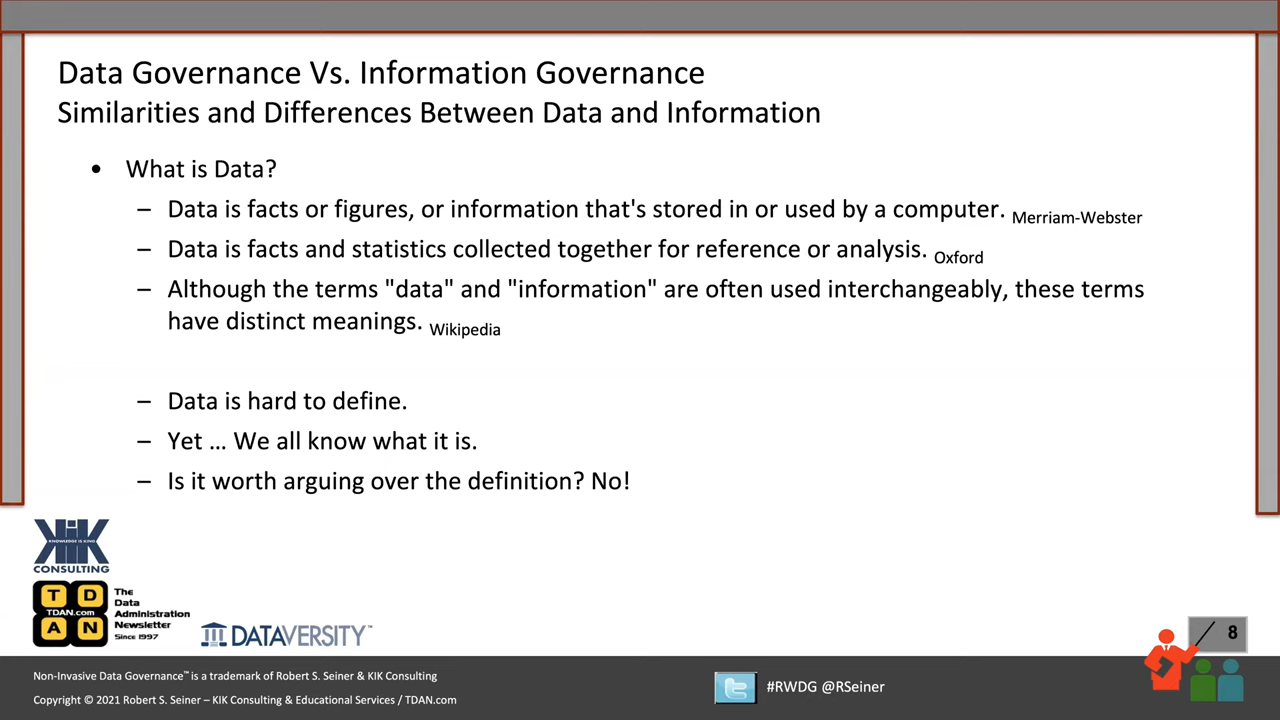 Data Governance Vs. Information Governance
Similarities and Differences Between Data and Information
• What is Data?
– Data is facts or figures, or information that's stored in or used by a computer. Merriam-Webster
– Data is facts and statistics collected together for reference or analysis. Oxford
– Although the terms "data" and "information" are often used interchangeably, these terms
have distinct meanings. Wikipedia
– Data is hard to define.
– Yet … We all know what it is.
– Is it worth arguing over the definition? No!
KIK
KNOWLEDGE IS KING
CONSULTING
T D
TDAN.com
A N
The
Data
Administration
Newsletter
Since 1997
DATAVERSITY™
8
Non-Invasive Data Governance™ is a trademark of Robert S. Seiner & KIK Consulting
Copyright © 2021 Robert S. Seiner – KIK Consulting & Educational Services / TDAN.com
#RWDG @RSeiner